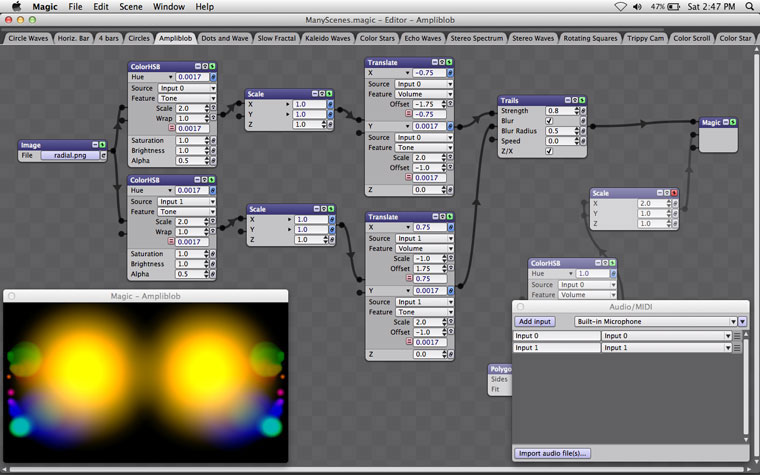 Magic File Edit Scene Window Help 47% Sat 2:47 PM
ManyScenes.magic - Editor - Ampliblob
Circle Waves Horiz. Bar 4 bars Circles Ampliblob Dots and Wave Slow Fractal Kaleido Waves Color Stars Echo Waves Stereo Spectrum Stereo Waves Rotating Squares Trippy Cam Color Scroll Color Star
Image
File radial.png
ColorHSB
Hue 0.0017
Source Input 0
Feature Tone
Scale 2.0
Wrap 1.0
= 0.0017
Saturation 1.0
Brightness 1.0
Alpha 0.5
ColorHSB
Hue 0.0017
Source Input 1
Feature Tone
Scale 2.0
Wrap 1.0
= 0.0017
Saturation 1.0
Brightness 1.0
Alpha 0.5
Scale
X 1.0
Y 1.0
Z 1.0
Scale
X 1.0
Y 1.0
Z 1.0
Translate
X -0.75
Source Input 0
Feature Volume
Offset -1.75
= -0.75
Y 0.0017
Source Input 0
Feature Tone
Scale 2.0
Offset -1.0
= 0.0017
Z 0.0
Translate
X 0.75
Source Input 1
Feature Volume
Scale -1.0
Offset 1.75
= 0.75
Y 0.0017
Source Input 1
Feature Tone
Scale 2.0
Offset -1.0
= 0.0017
Z 0.0
Trails
Strength 0.8
Blur
Blur Radius 0.5
Speed 0.0
Z/X
Magic
Scale
X 2.0
Y 1.0
Z 1.0
ColorHSB
Hue 1.0
Source Input 0
Feature Volume
Polygo
Sides
Fit
Magic - Ampliblob
Audio/MIDI
Add input Built-in Microphone
Input 0 Input 0
Input 1 Input 1
Import audio file(s)...